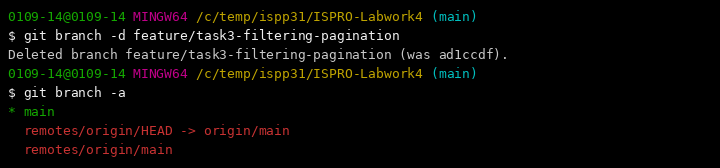 0109-14@0109-14 MINGW64 /c/temp/ispp31/ISPRO-Labwork4 (main)
$ git branch -d feature/task3-filtering-pagination
Deleted branch feature/task3-filtering-pagination (was ad1ccdf).
0109-14@0109-14 MINGW64 /c/temp/ispp31/ISPRO-Labwork4 (main)
$ git branch -a
* main
  remotes/origin/HEAD -> origin/main
  remotes/origin/main